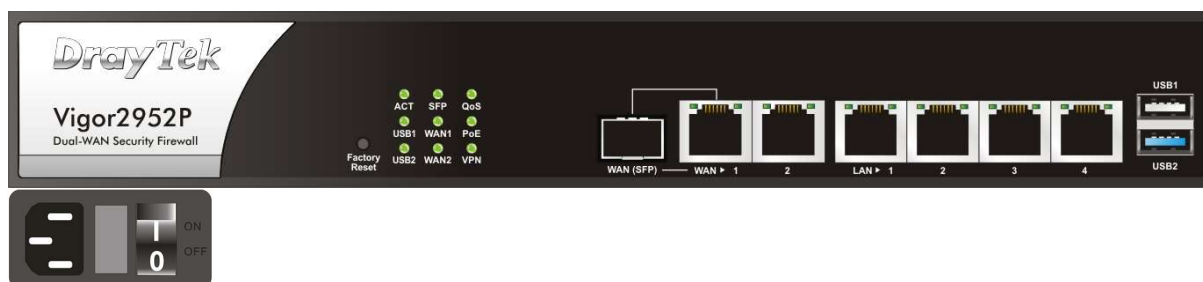 DrayTek
Vigor2952P
Dual-WAN Security Firewall
Factory
Reset
ACT SFP QoS
USB1 WAN1 PoE
USB2 WAN2 VPN
WAN (SFP) WAN ▶ 1 2 LAN ▶ 1 2 3 4
USB1
USB2
I ON
0 OFF